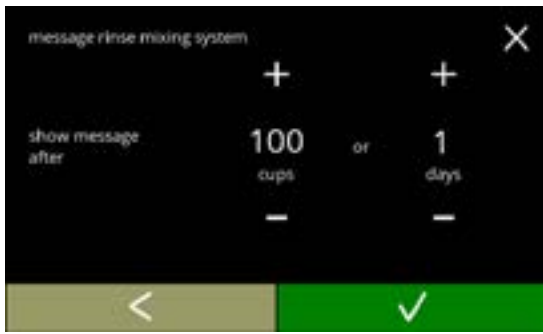 message rinse mixing system
+ +
show message
after
100 or 1
cups days
− −